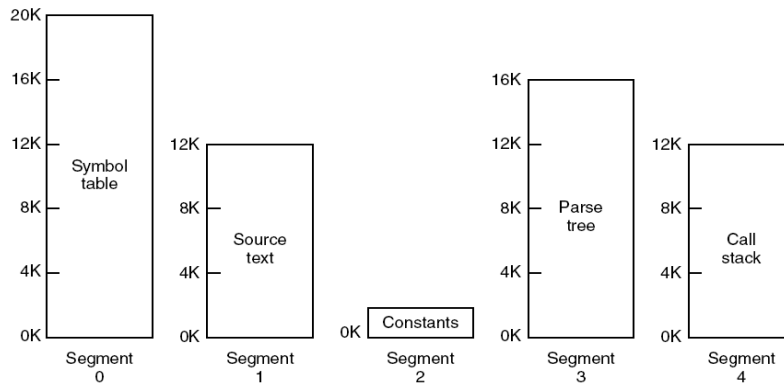 20K
16K
12K
8K
4K
0K
Symbol
table
Segment
0
12K
8K
4K
0K
Source
text
Segment
1
0K
Constants
Segment
2
16K
12K
8K
4K
0K
Parse
tree
Segment
3
12K
8K
4K
0K
Call
stack
Segment
4